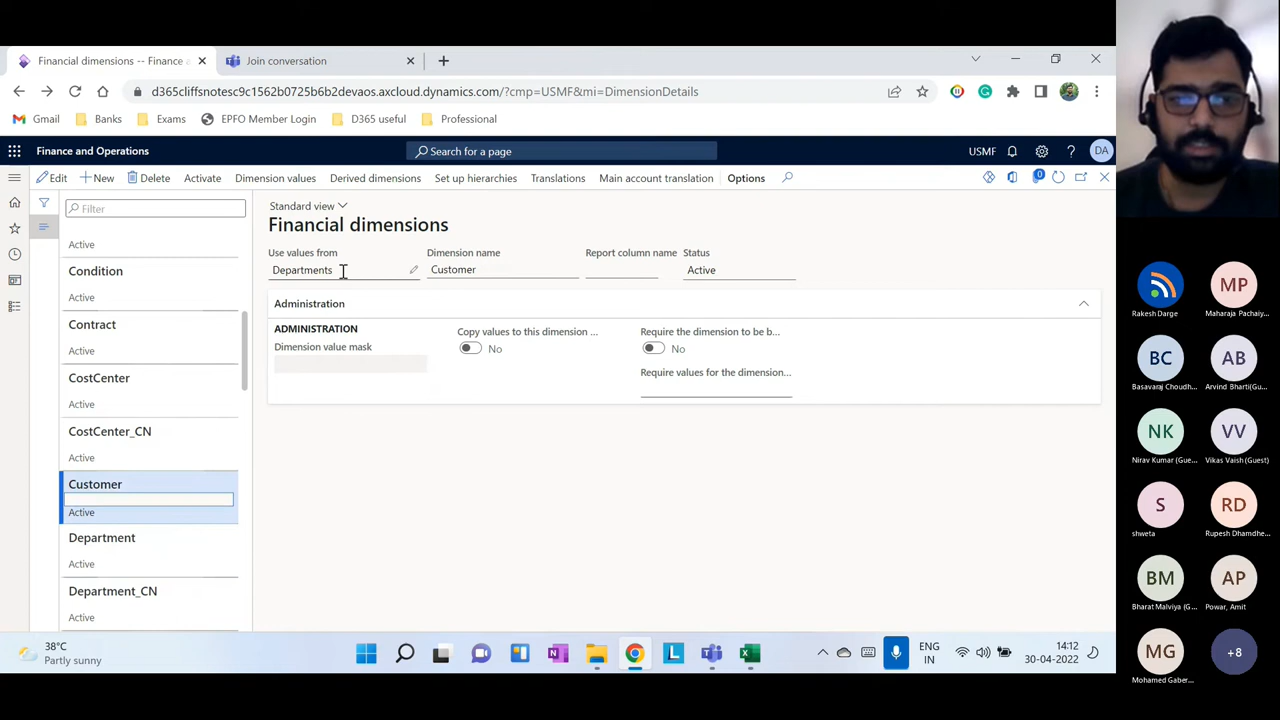 Financial dimensions -- Finance a
Join conversation
d365cliffsnotesc9c1562b0725b6b2devaos.axcloud.dynamics.com/?cmp=USMF&mi=DimensionDetails
Gmail
Banks
Exams
EPFO Member Login
D365 useful
Professional
Finance and Operations
Search for a page
USMF
DA
Edit
New
Delete
Activate
Dimension values
Derived dimensions
Set up hierarchies
Translations
Main account translation
Options
0
Filter
Active
Condition
Active
Contract
Active
CostCenter
Active
CostCenter_CN
Active
Customer
Active
Department
Active
Department_CN
Active
Standard view
Financial dimensions
Use values from
Departments
Dimension name
Customer
Report column name
Status
Active
Administration
ADMINISTRATION
Dimension value mask
Copy values to this dimension ...
No
Require the dimension to be b...
No
Require values for the dimension...
38°C
Partly sunny
L
ENG
IN
14:12
30-04-2022
Rakesh Darge
MP
Maharaja Pachaiy...
BC
Basavaraj Choudh...
AB
Arvind Bharti(Gu...
NK
Nirav Kumar (Gue...
VV
Vikas Vaish (Guest)
S
shweta
RD
Rupesh Dhamdhe...
BM
Bharat Malviya (G...
AP
Powar, Amit
MG
Mohamed Gaber...
+8